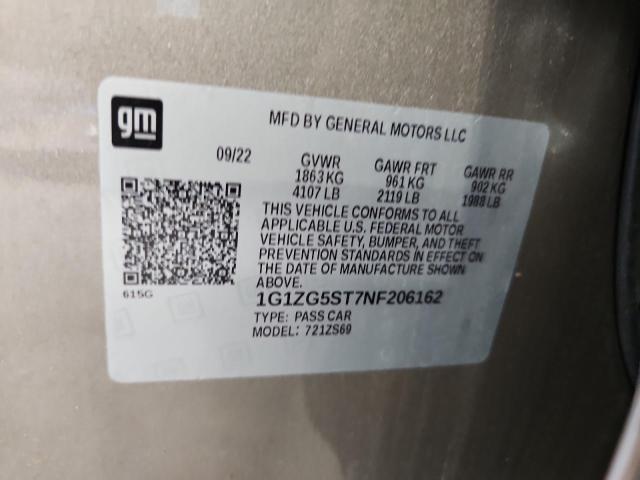 gm
MFD BY GENERAL MOTORS LLC
09/22 GVWR GAWR FRT GAWR RR
1863 KG 961 KG 902 KG
4107 LB 2119 LB 1988 LB
THIS VEHICLE CONFORMS TO ALL
APPLICABLE U.S. FEDERAL MOTOR
VEHICLE SAFETY, BUMPER, AND THEFT
PREVENTION STANDARDS IN EFFECT ON
THE DATE OF MANUFACTURE SHOWN
ABOVE.
615G
1G1ZG5ST7NF206162
TYPE: PASS CAR
MODEL: 721ZS69